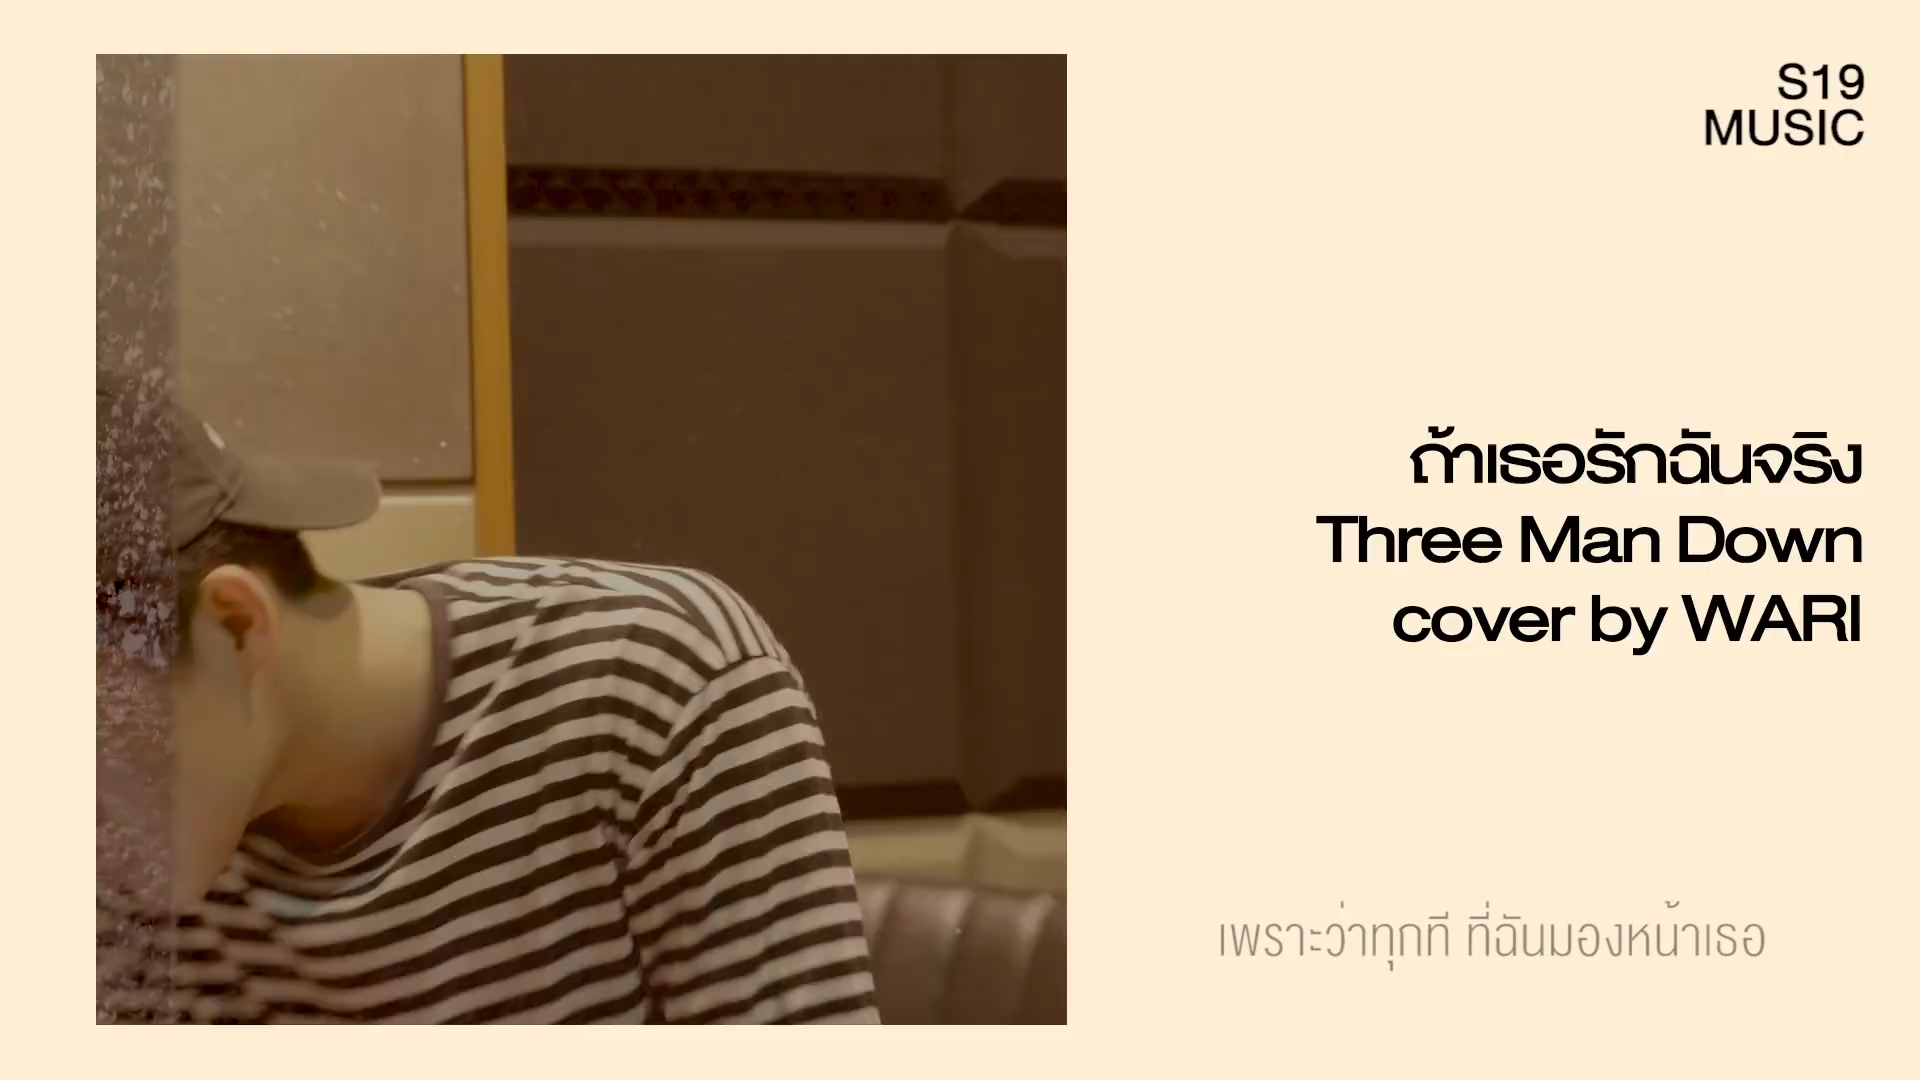 S19
MUSIC
ถ้าเธอรักฉันจริง
Three Man Down
cover by WARI
เพราะว่าทุกที ที่ฉันมองหน้าเธอ